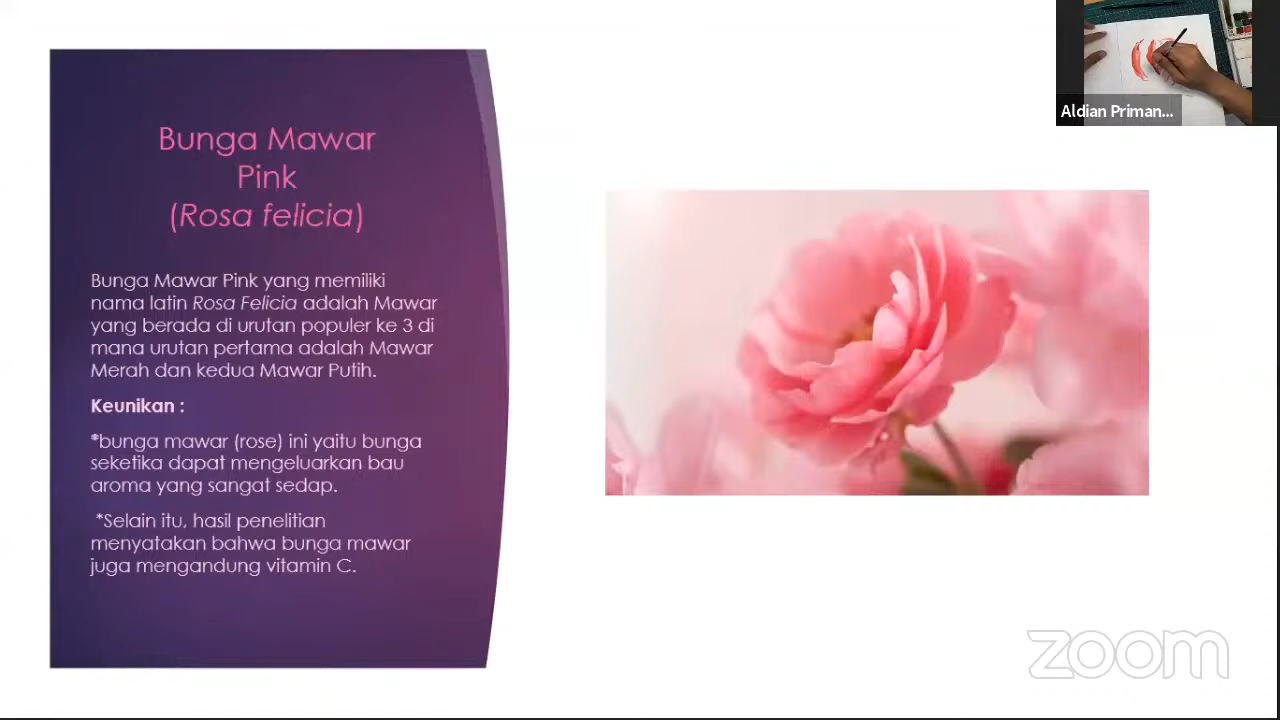 Bunga Mawar
Pink
(Rosa felicia)
Bunga Mawar Pink yang memiliki
nama latin Rosa Felicia adalah Mawar
yang berada di urutan populer ke 3 di
mana urutan pertama adalah Mawar
Merah dan kedua Mawar Putih.
Keunikan :
*bunga mawar (rose) ini yaitu bunga
seketika dapat mengeluarkan bau
aroma yang sangat sedap.
*Selain itu, hasil penelitian
menyatakan bahwa bunga mawar
juga mengandung vitamin C.
Aldian Priman...
zoom